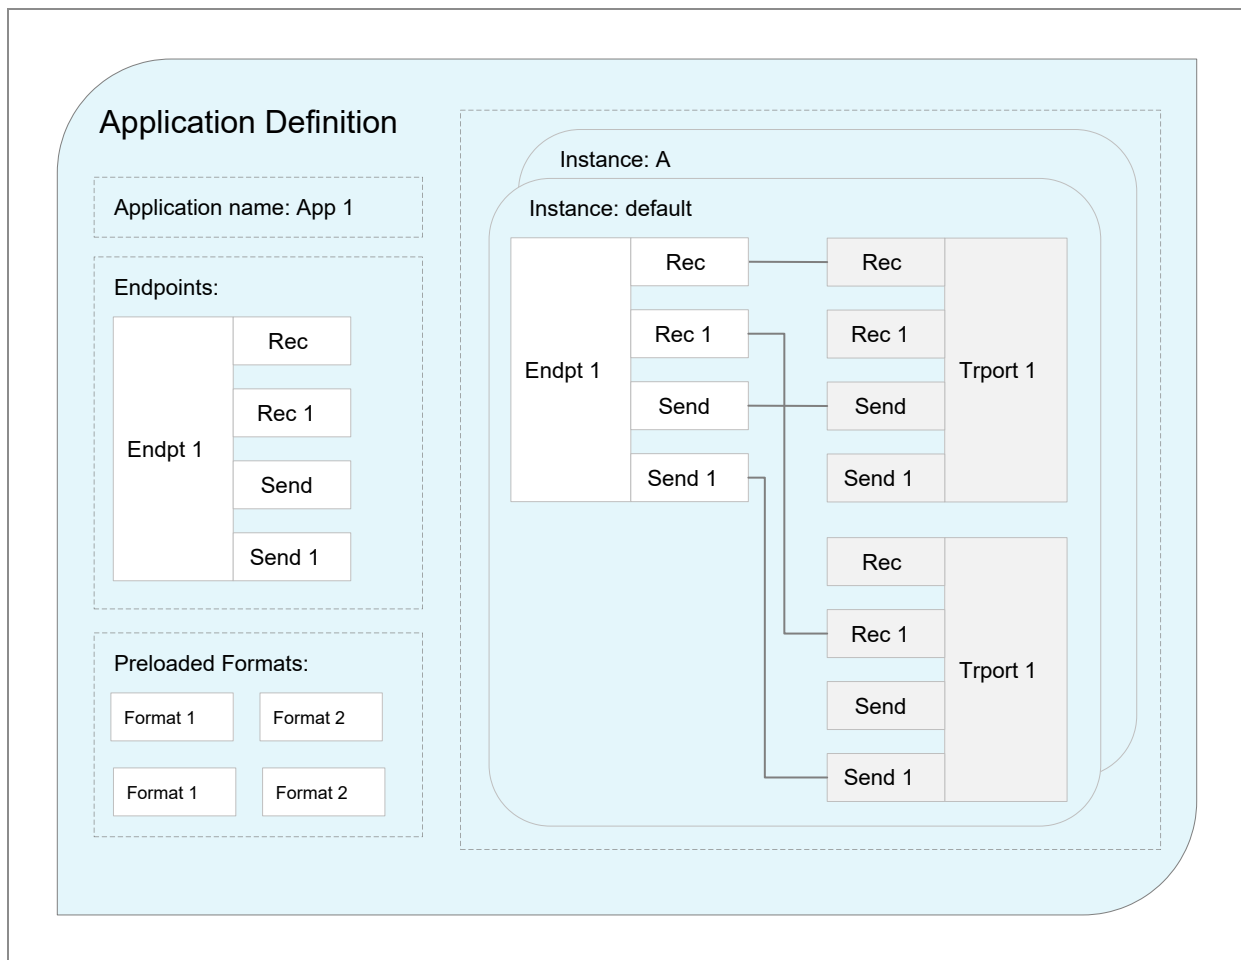 Application Definition
Application name: App 1
Endpoints:
Endpt 1
Rec
Rec 1
Send
Send 1
Preloaded Formats:
Format 1
Format 2
Format 1
Format 2
Instance: A
Instance: default
Endpt 1
Rec
Rec 1
Send
Send 1
Rec
Rec 1
Send
Send 1
Trport 1
Rec
Rec 1
Send
Send 1
Trport 1